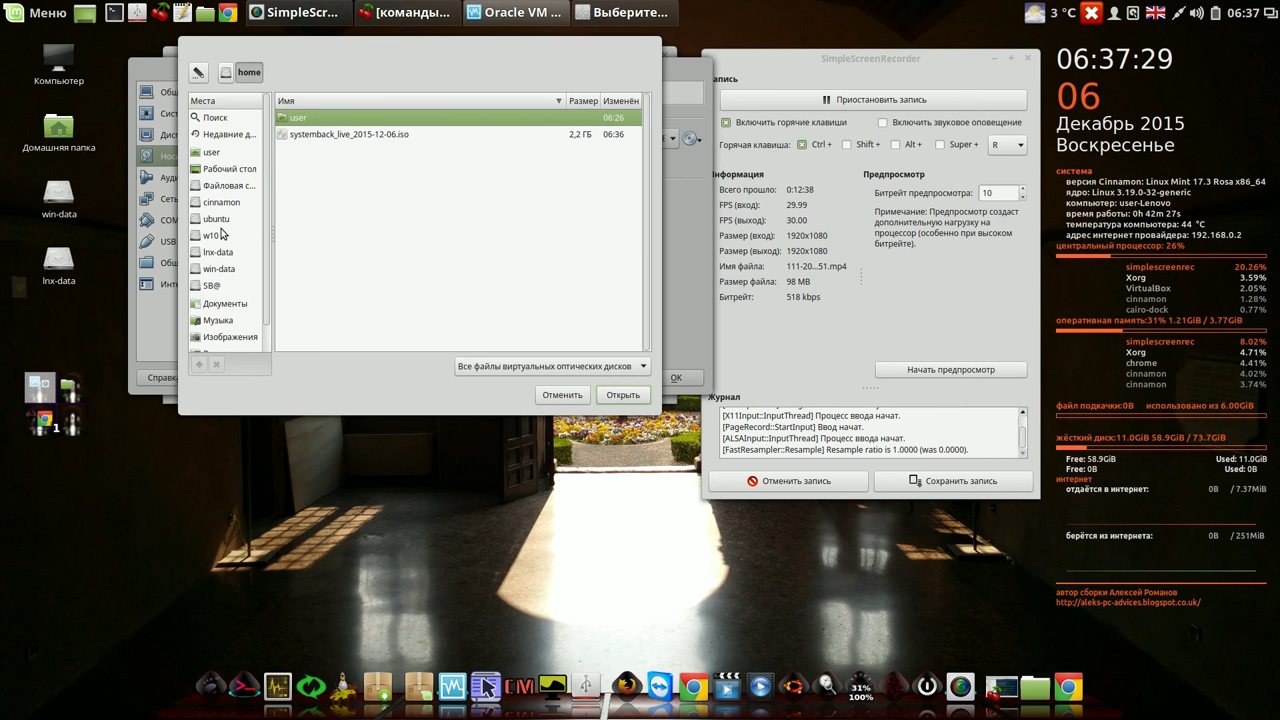 Меню
SimpleScr...
[команды...
Oracle VM ...
Выберите...
3 °C
06:37
Компьютер
Домашняя папка
win-data
lnx-data
1
home
Места
Поиск
Недавние д...
user
Рабочий стол
Файловая с...
cinnamon
ubuntu
w10
lnx-data
win-data
SB@
Документы
Музыка
Изображения
Имя
Размер
Изменён
user
06:26
systemback_live_2015-12-06.iso
2,2 ГБ
06:36
Все файлы виртуальных оптических дисков
Отменить
Открыть
Общ
Сис
Дис
Нос
Ауд
Сеть
COM
USB
Общ
Инте
Справка
OK
SimpleScreenRecorder
апись
Приостановить запись
Включить горячие клавиши
Включить звуковое оповещение
Горячая клавиша:
Ctrl +
Shift +
Alt +
Super +
R
Информация
Всего прошло: 0:12:38
FPS (вход): 29.99
FPS (выход): 30.00
Размер (вход): 1920x1080
Размер (выход): 1920x1080
Имя файла: 111-20...51.mp4
Размер файла: 98 MB
Битрейт: 518 kbps
Предпросмотр
Битрейт предпросмотра: 10
Примечание: Предпросмотр создаст
дополнительную нагрузку на
процессор (особенно при высоком
битрейте).
Начать предпросмотр
Журнал
[X11Input::InputThread] Процесс ввода начат.
[PageRecord::StartInput] Ввод начат.
[ALSAInput::InputThread] Процесс ввода начат.
[FastResampler::Resample] Resample ratio is 1.0000 (was 0.0000).
Отменить запись
Сохранить запись
06:37:29
06
Декабрь 2015
Воскресенье
система
версия Cinnamon: Linux Mint 17.3 Rosa x86_64
ядро: Linux 3.19.0-32-generic
компьютер: user-Lenovo
время работы: 0h 42m 27s
температура компьютера: 44 °C
адрес интернет провайдера: 192.168.0.2
центральный процессор: 26%
simplescreenrec 20.26%
Xorg 3.59%
VirtualBox 2.05%
cinnamon 1.28%
cairo-dock 0.77%
оперативная память:31% 1.21GiB / 3.77GiB
simplescreenrec 8.02%
Xorg 4.71%
chrome 4.41%
cinnamon 4.02%
cinnamon 3.74%
файл подкачки:0B использовано из 6.00GiB
жёсткий диск:11.0GiB 58.9GiB / 73.7GiB
Free: 58.9GiB Used: 11.0GiB
Free: 0B Used: 0B
интернет
отдаётся в интернет: 0B / 7.37MiB
берётся из интернета: 0B / 251MiB
автор сборки Алексей Романов
http://aleks-pc-advices.blogspot.co.uk/
31%
100%